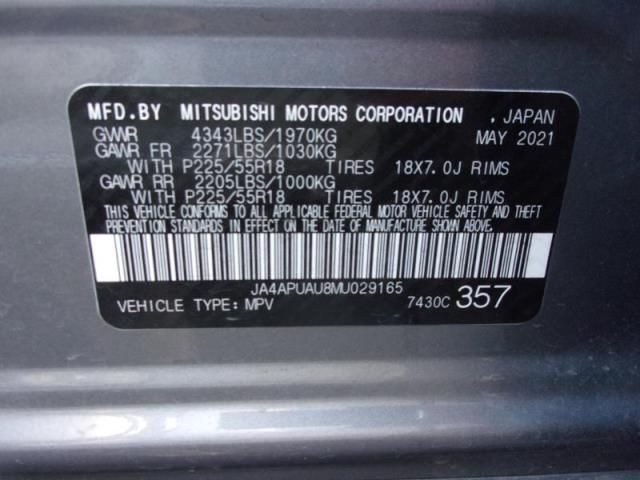 MFD.BY MITSUBISHI MOTORS CORPORATION . JAPAN
GVWR 4343LBS/1970KG MAY 2021
GAWR FR 2271LBS/1030KG
WITH P225/55R18 TIRES 18X7.0J RIMS
GAWR RR 2205LBS/1000KG
WITH P225/55R18 TIRES 18X7.0J RIMS
THIS VEHICLE CONFORMS TO ALL APPLICABLE FEDERAL MOTOR VEHICLE SAFETY AND THEFT
PREVENTION STANDARDS IN EFFECT ON THE DATE OF MANUFACTURE SHOWN ABOVE.
JA4APUAU8MU029165
VEHICLE TYPE:MPV 7430C 357